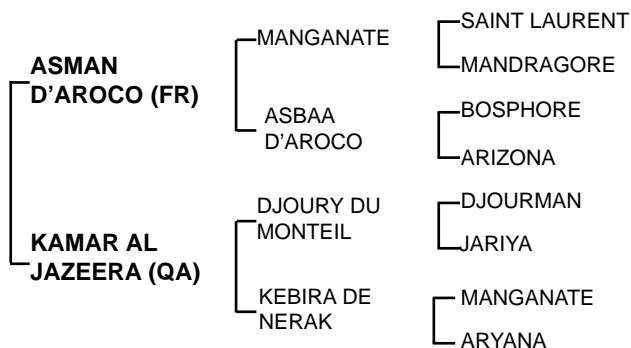 ASMAN
D'AROCO (FR)
MANGANATE
SAINT LAURENT
MANDRAGORE
ASBAA
D'AROCO
BOSPHORE
ARIZONA
KAMAR AL
JAZEERA (QA)
DJOURY DU
MONTEIL
DJOURMAN
JARIYA
KEBIRA DE
NERAK
MANGANATE
ARYANA